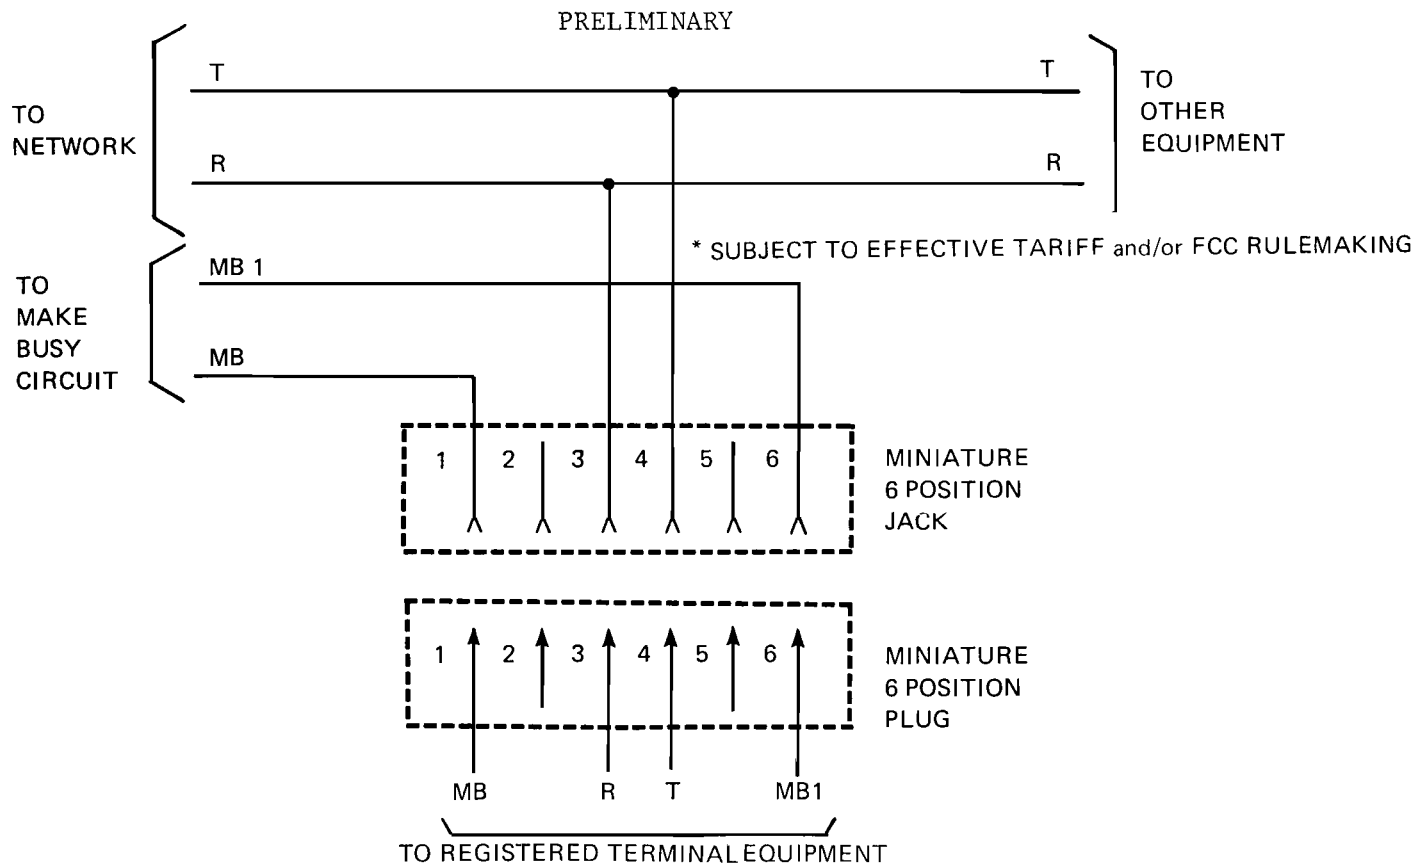 PRELIMINARY
T
T
TO
NETWORK
TO
OTHER
EQUIPMENT
R
R
* SUBJECT TO EFFECTIVE TARIFF and/or FCC RULEMAKING
MB 1
TO
MAKE
BUSY
CIRCUIT
MB
1 2 3 4 5 6
MINIATURE
6 POSITION
JACK
1 2 3 4 5 6
MINIATURE
6 POSITION
PLUG
MB R T MB1
TO REGISTERED TERMINAL EQUIPMENT